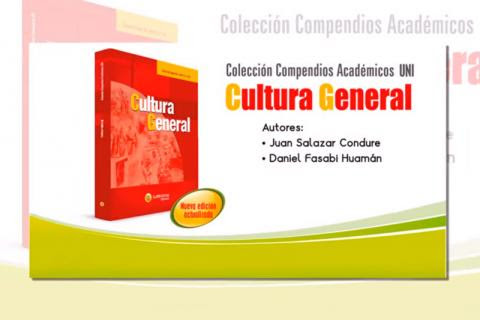 Colección Compendios Académicos
Colección Compendios Académicos UNI
Cultura General
Autores:
• Juan Salazar Condure
• Daniel Fasabi Huamán
Cultura
General
Nueva edición
actualizada